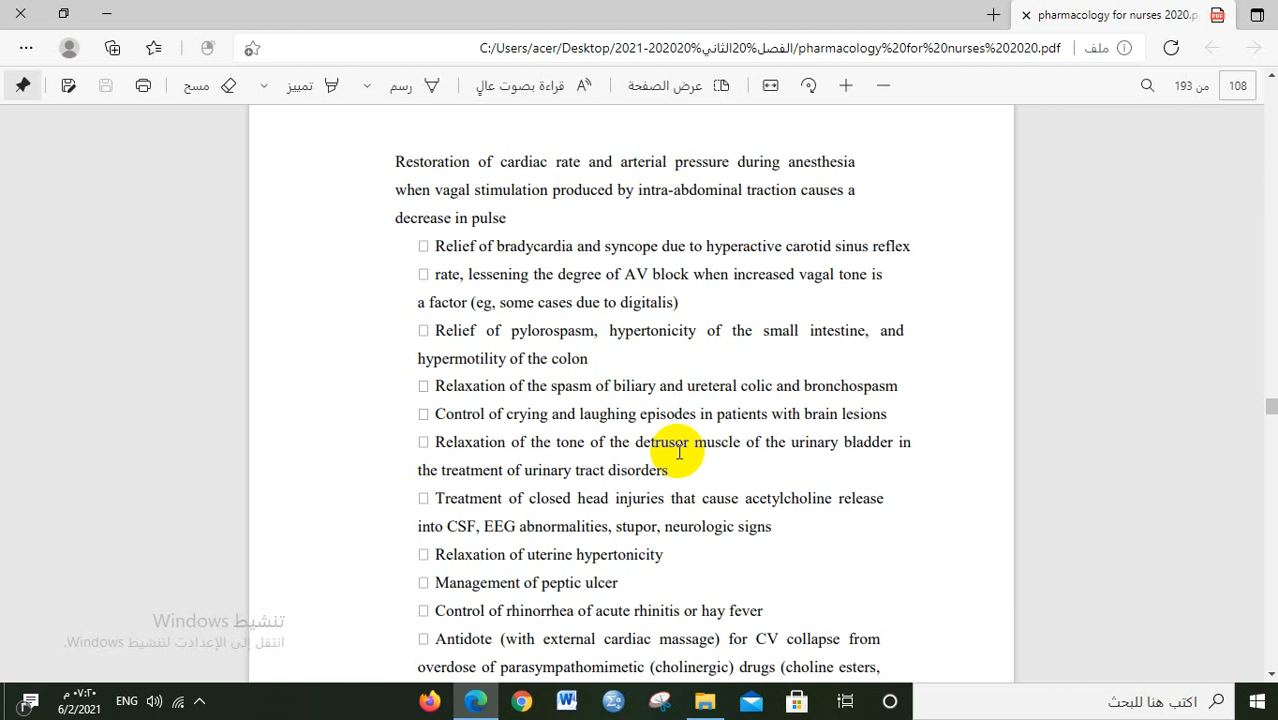 pharmacology for nurses 2020.p
C:/Users/acer/Desktop/2021-202020%الفصل%20الثاني/pharmacology%20for%20nurses%202020.pdf
ملف
مسح
تمييز
رسم
قراءة بصوت عالٍ
عرض الصفحة
من 193
108
Restoration of cardiac rate and arterial pressure during anesthesia
when vagal stimulation produced by intra-abdominal traction causes a
decrease in pulse
Relief of bradycardia and syncope due to hyperactive carotid sinus reflex
rate, lessening the degree of AV block when increased vagal tone is
a factor (eg, some cases due to digitalis)
Relief of pylorospasm, hypertonicity of the small intestine, and
hypermotility of the colon
Relaxation of the spasm of biliary and ureteral colic and bronchospasm
Control of crying and laughing episodes in patients with brain lesions
Relaxation of the tone of the detrusor muscle of the urinary bladder in
the treatment of urinary tract disorders
Treatment of closed head injuries that cause acetylcholine release
into CSF, EEG abnormalities, stupor, neurologic signs
Relaxation of uterine hypertonicity
Management of peptic ulcer
Control of rhinorrhea of acute rhinitis or hay fever
Antidote (with external cardiac massage) for CV collapse from
overdose of parasympathomimetic (cholinergic) drugs (choline esters,
تنشيط Windows
انتقل إلى الإعدادت لتنشيط Windows.
٠٧:٢٠ م
6/2/2021
ENG
اكتب هنا للبحث